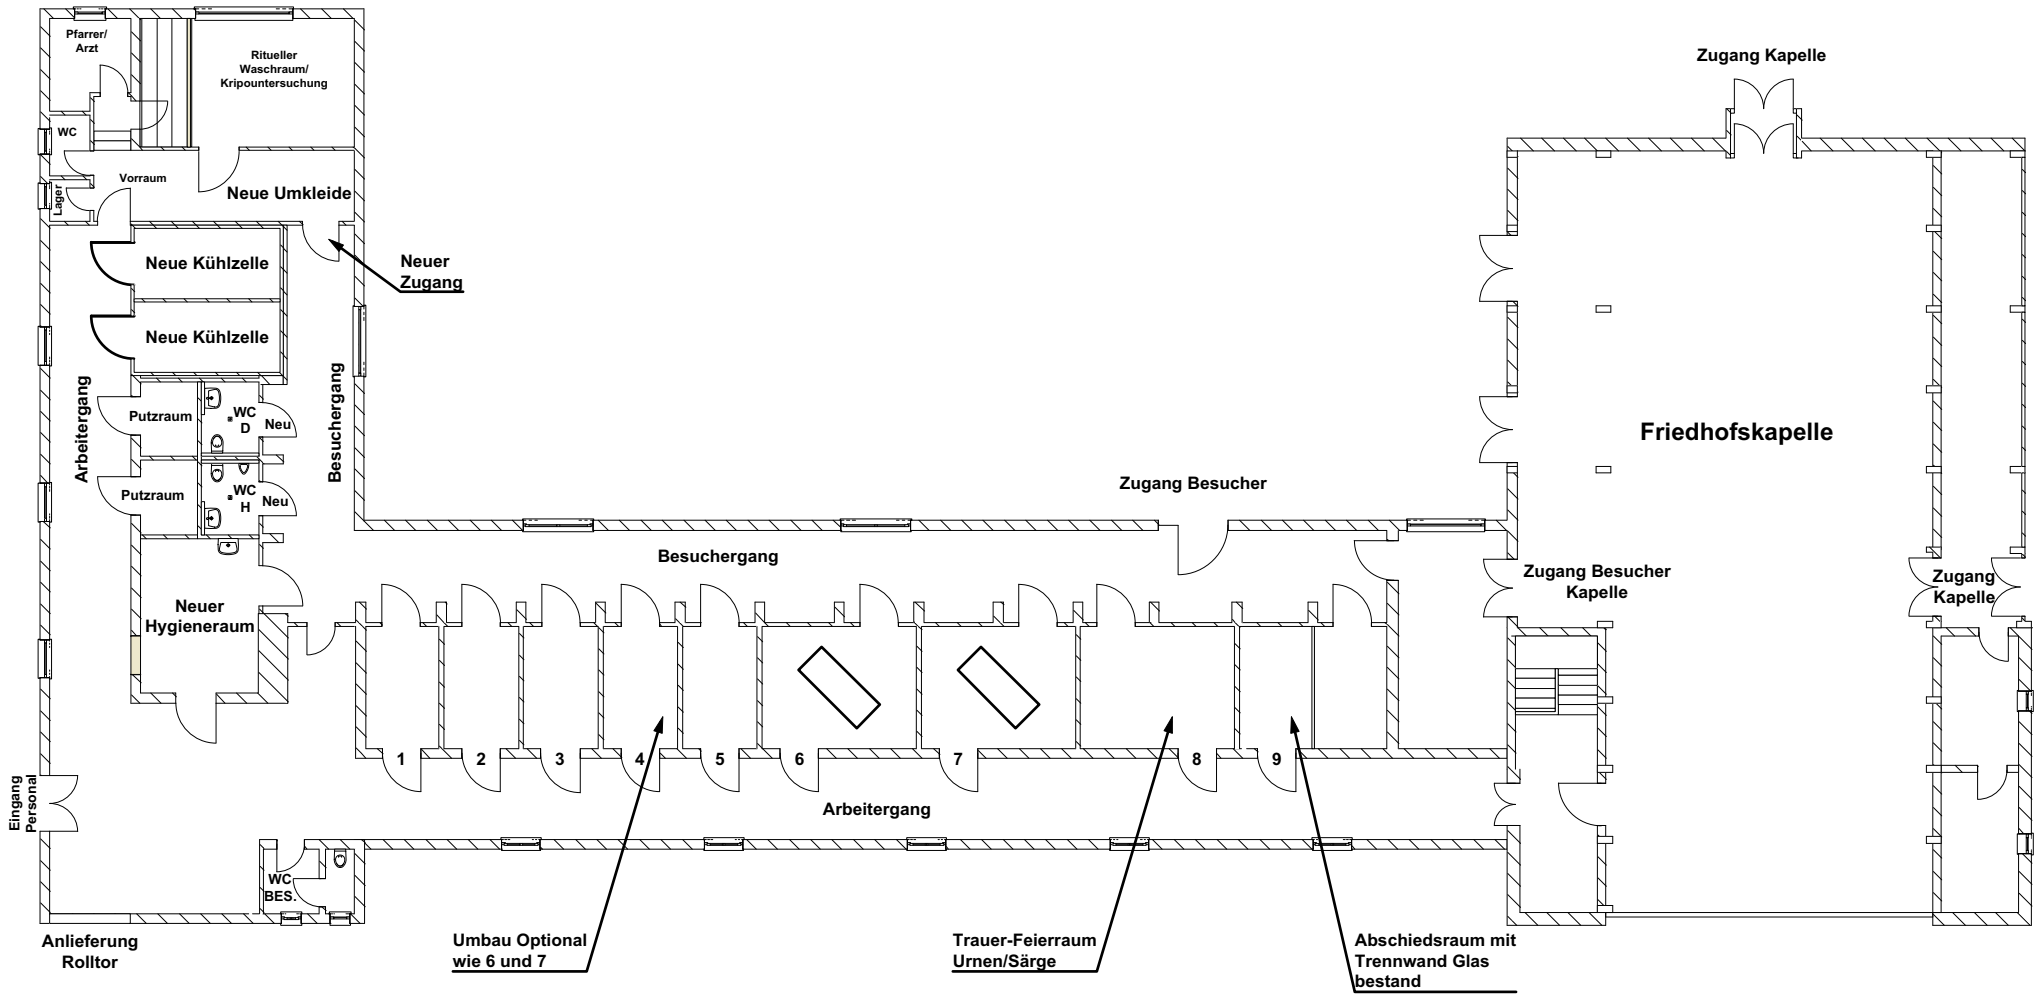 Pfarrer/
Arzt
Ritueller
Waschraum/
Kripountersuchung
Zugang Kapelle
WC
Vorraum
Lager
Neue Umkleide
Neue Kühlzelle
Neuer
Zugang
Neue Kühlzelle
Arbeitergang
Besuchergang
Putzraum
WC
D
Neu
Putzraum
WC
H
Neu
Friedhofskapelle
Zugang Besucher
Besuchergang
Zugang Besucher
Kapelle
Zugang
Kapelle
Neuer
Hygieneraum
1
2
3
4
5
6
7
8
9
Eingang
Personal
Arbeitergang
WC
BES.
Anlieferung
Rolltor
Umbau Optional
wie 6 und 7
Trauer-Feierraum
Urnen/Särge
Abschiedsraum mit
Trennwand Glas
bestand